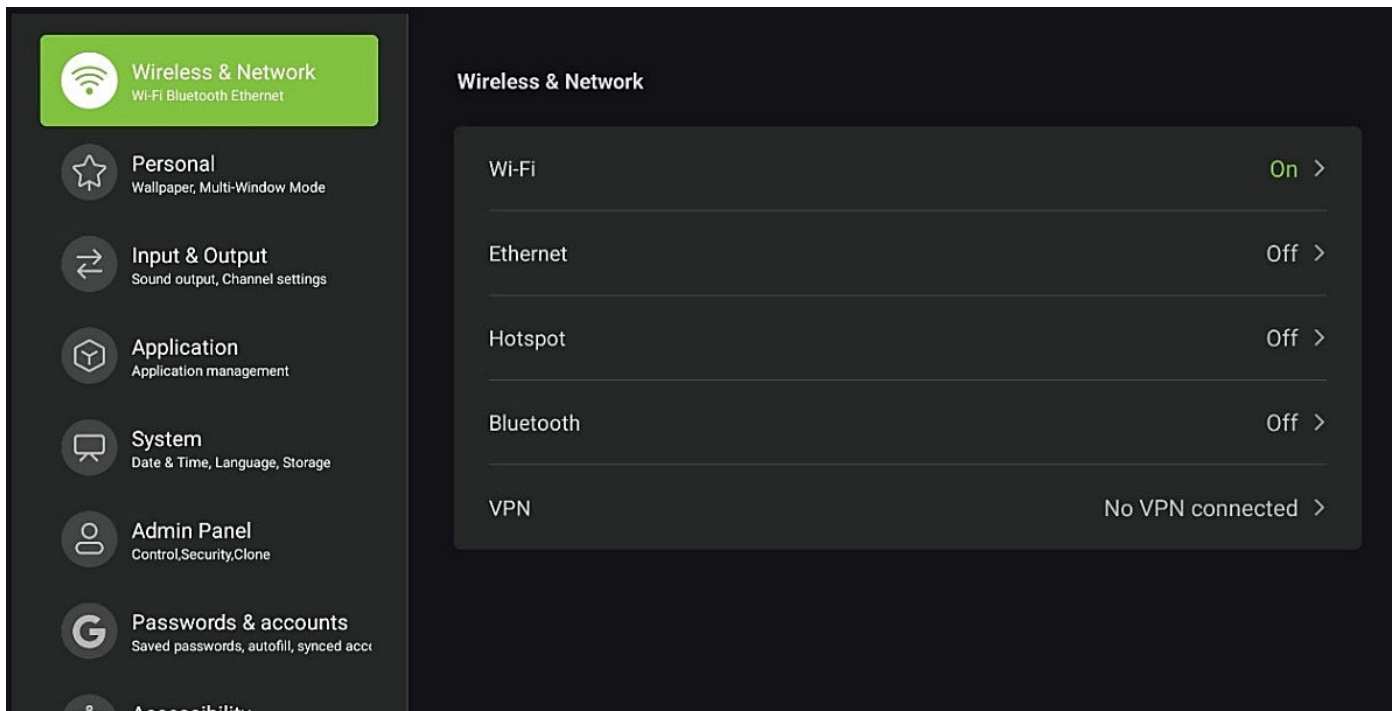 Wireless & Network
Wi-Fi Bluetooth Ethernet
Personal
Wallpaper, Multi-Window Mode
Input & Output
Sound output, Channel settings
Application
Application management
System
Date & Time, Language, Storage
Admin Panel
Control,Security,Clone
Passwords & accounts
Saved passwords, autofill, synced
Wireless & Network
Wi-Fi On
Ethernet Off
Hotspot Off
Bluetooth Off
VPN No VPN connected